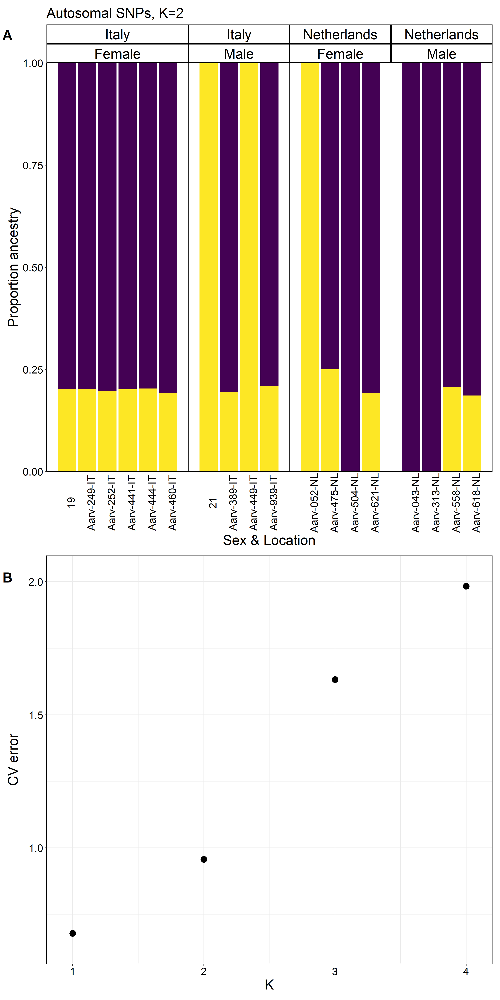 Autosomal SNPs, K=2
A
Italy Italy Netherlands Netherlands
Female Male Female Male
1.00
0.75
0.50
0.25
0.00
Proportion ancestry
19 Aarv-249-IT Aarv-252-IT Aarv-441-IT Aarv-444-IT Aarv-460-IT 21 Aarv-389-IT Aarv-449-IT Aarv-939-IT Aarv-052-NL Aarv-475-NL Aarv-504-NL Aarv-621-NL Aarv-043-NL Aarv-313-NL Aarv-558-NL Aarv-618-NL
Sex & Location
B
2.0
1.5
1.0
CV error
1 2 3 4
K